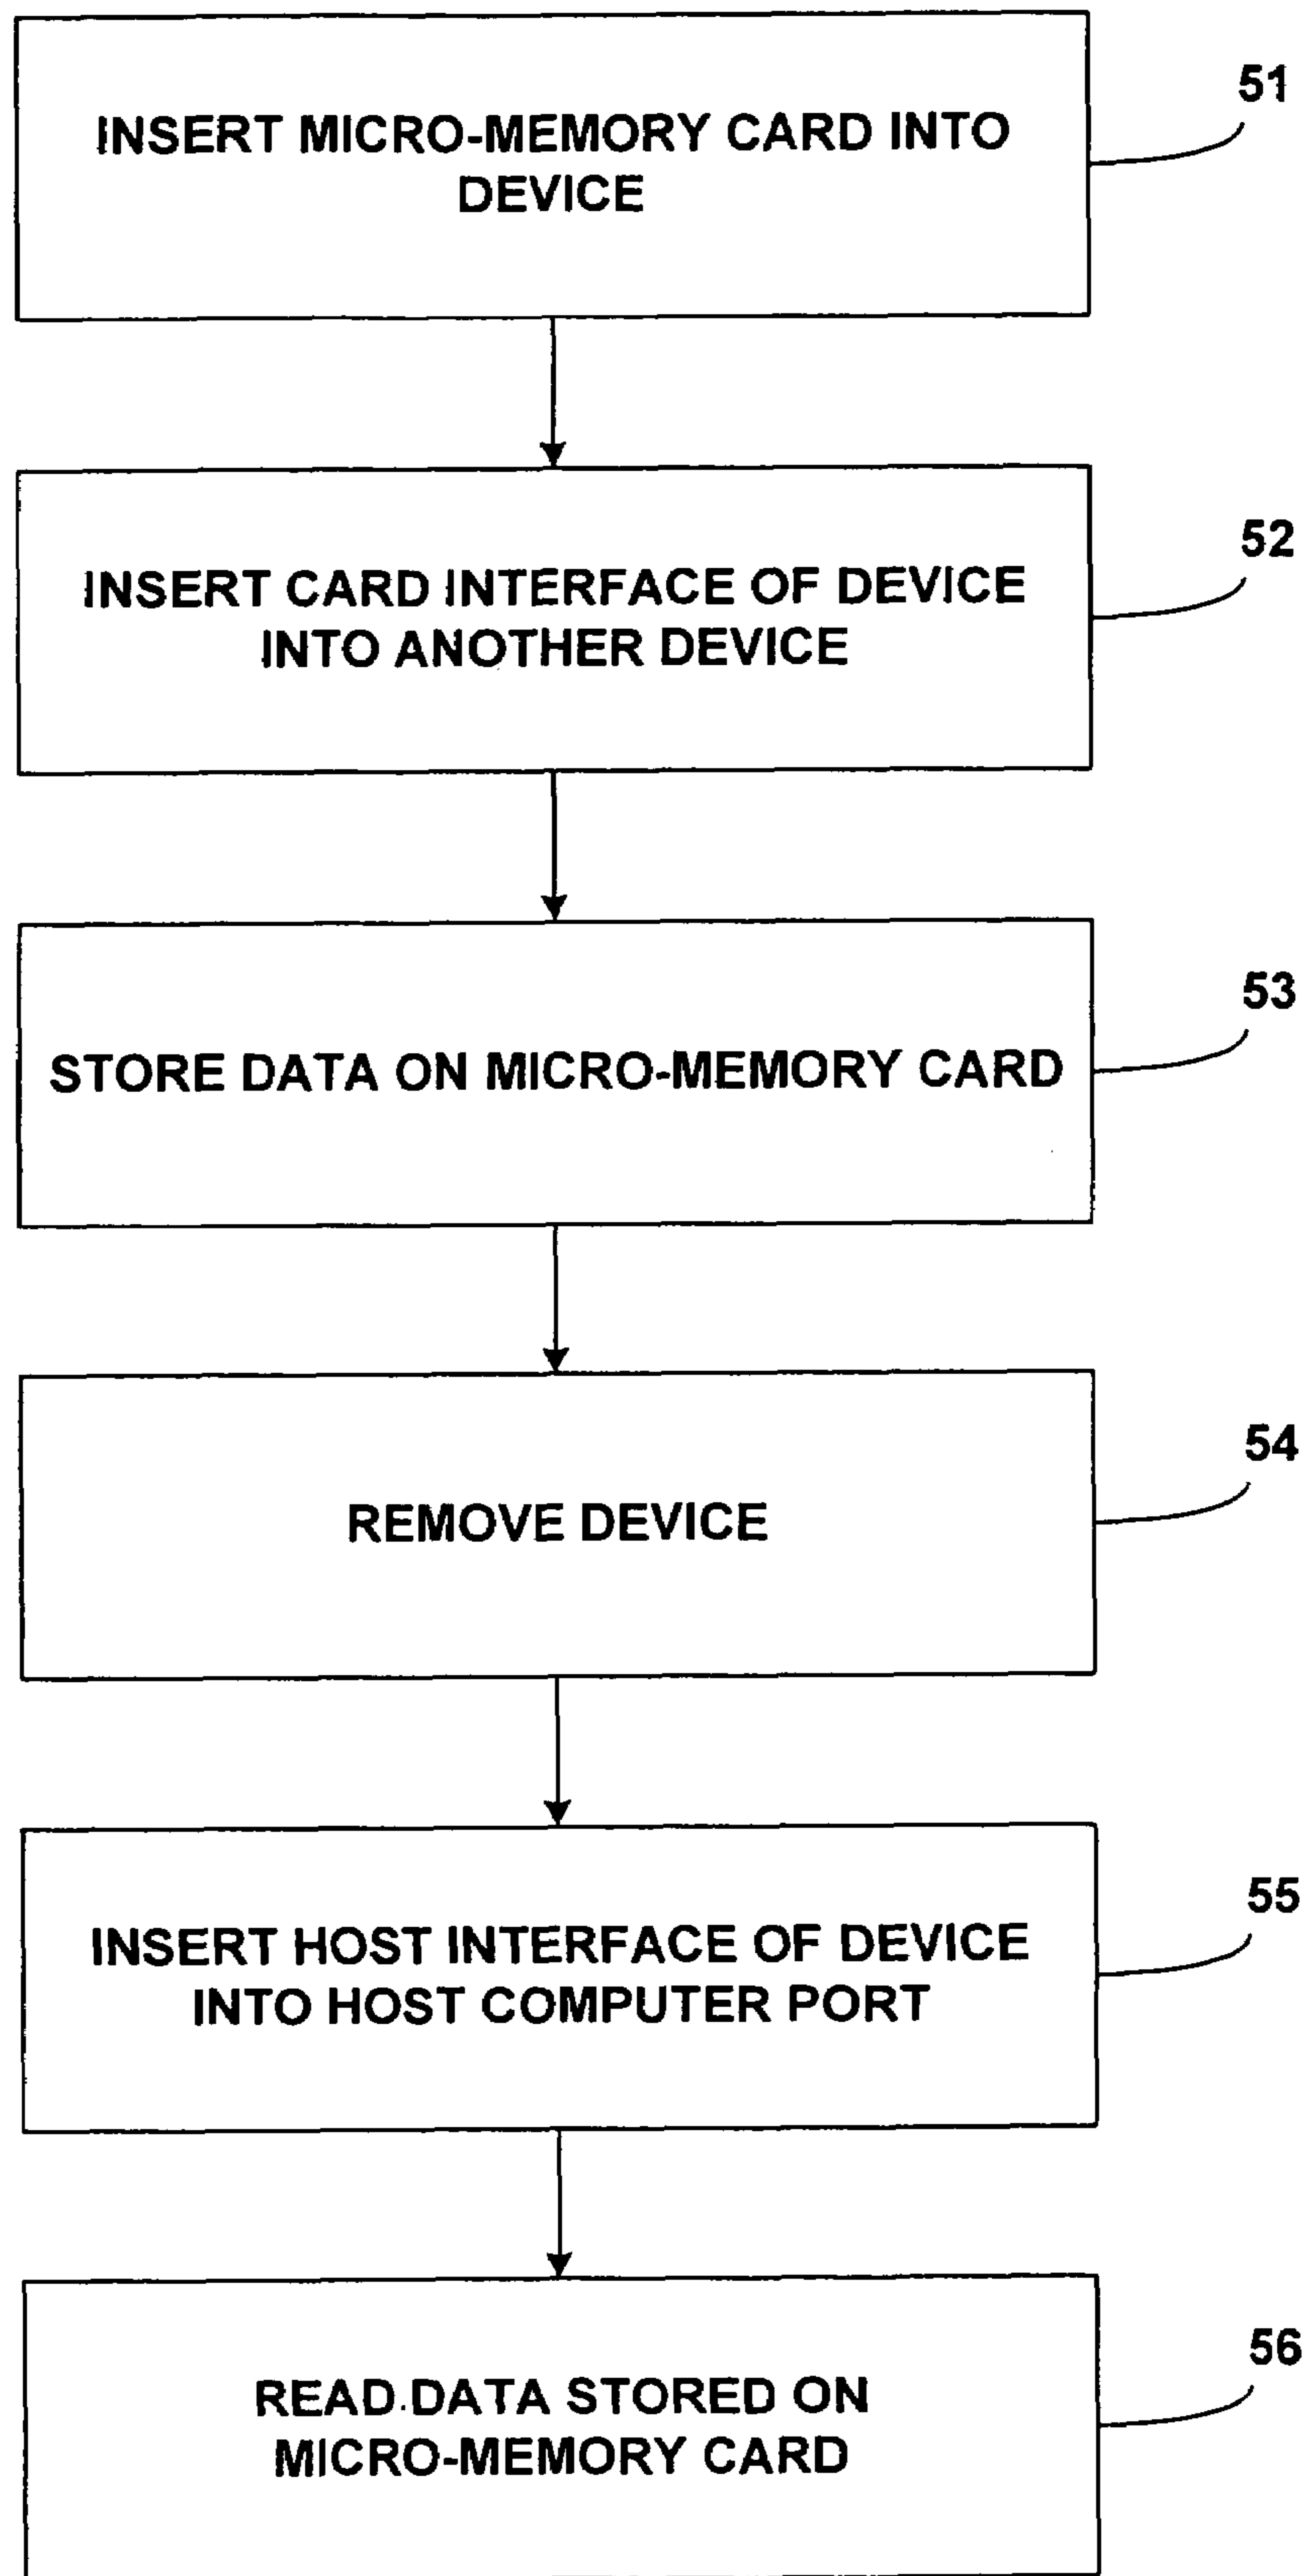 51
INSERT MICRO-MEMORY CARD INTO
DEVICE
52
INSERT CARD INTERFACE OF DEVICE
INTO ANOTHER DEVICE
53
STORE DATA ON MICRO-MEMORY CARD
54
REMOVE DEVICE
55
INSERT HOST INTERFACE OF DEVICE
INTO HOST COMPUTER PORT
56
READ DATA STORED ON
MICRO-MEMORY CARD